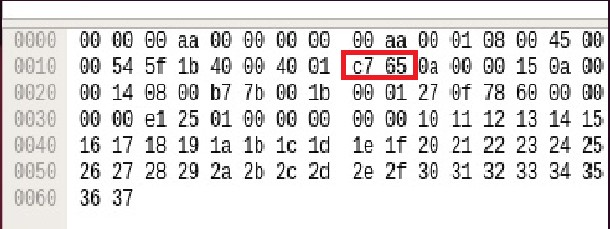 0000 00 00 00 aa 00 00 00 00 00 aa 00 01 08 00 45 00
0010 00 54 5f 1b 40 00 40 01 c7 65 0a 00 00 15 0a 00
0020 00 14 08 00 b7 7b 00 1b 00 01 27 0f 78 60 00 00
0030 00 00 e1 25 01 00 00 00 00 00 10 11 12 13 14 15
0040 16 17 18 19 1a 1b 1c 1d 1e 1f 20 21 22 23 24 25
0050 26 27 28 29 2a 2b 2c 2d 2e 2f 30 31 32 33 34 35
0060 36 37